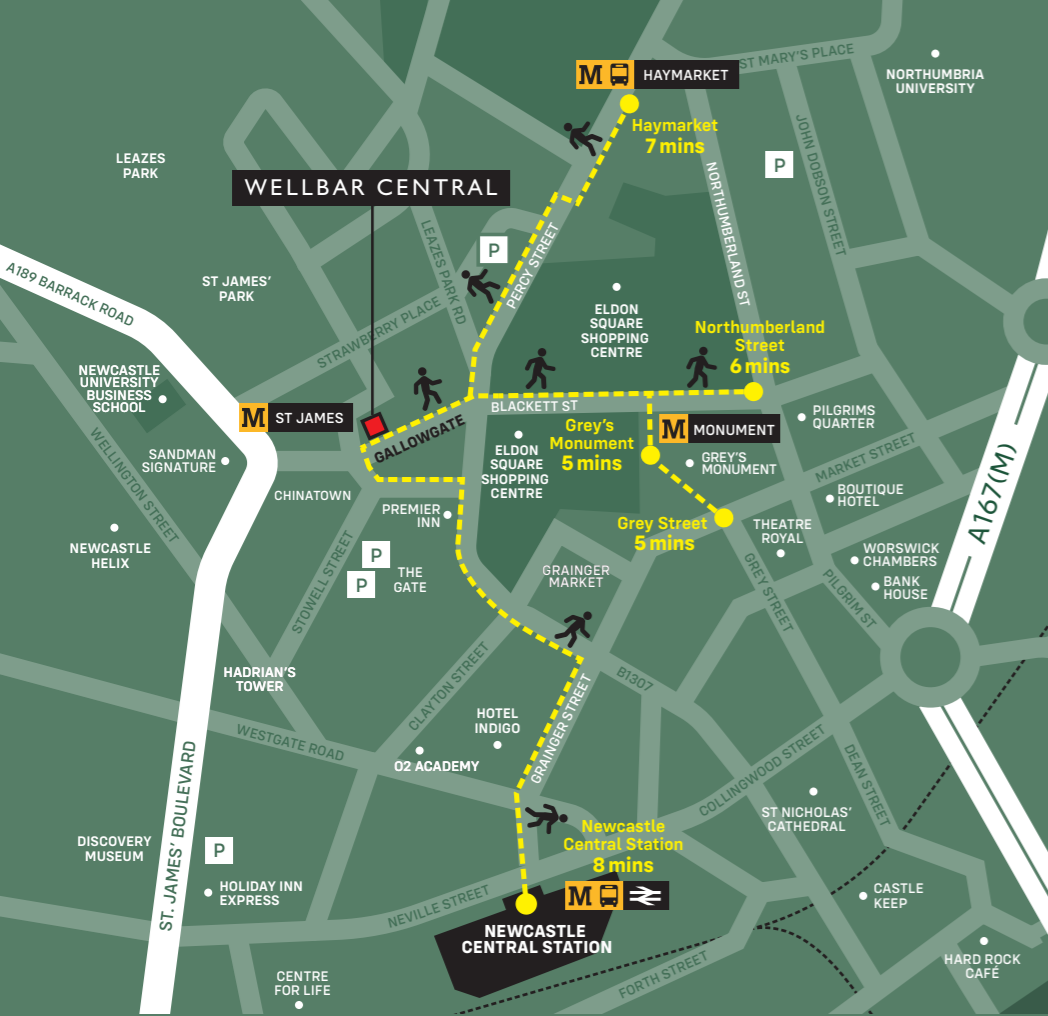 M
HAYMARKET
ST MARY'S PLACE
NORTHUMBRIA
UNIVERSITY
Haymarket
7 mins
LEAZES
PARK
P
JOHN DOBSON STREET
WELLBAR CENTRAL
NORTHUMBERLAND ST
LEAZES PARK RD
P
PERCY STREET
A189 BARRACK ROAD
ST JAMES'
PARK
STRAWBERRY PLACE
ELDON
SQUARE
SHOPPING
CENTRE
Northumberland
Street
6 mins
NEWCASTLE
UNIVERSITY
BUSINESS
SCHOOL
M
ST JAMES
GALLOWGATE
BLACKETT ST
Grey's
Monument
5 mins
M
MONUMENT
PILGRIMS
QUARTER
WELLINGTON STREET
SANDMAN
SIGNATURE
ELDON
SQUARE
SHOPPING
CENTRE
GREY'S
MONUMENT
MARKET STREET
A167(M)
CHINATOWN
PREMIER
INN
BOUTIQUE
HOTEL
Grey Street
5 mins
THEATRE
ROYAL
NEWCASTLE
HELIX
P
P
THE
GATE
STOWELL STREET
GRAINGER
MARKET
GREY STREET
WORSWICK
CHAMBERS
BANK
HOUSE
PILGRIM ST
HADRIAN'S
TOWER
CLAYTON STREET
B1307
WESTGATE ROAD
HOTEL
INDIGO
O2 ACADEMY
GRAINGER STREET
COLLINGWOOD STREET
DEAN STREET
ST. JAMES' BOULEVARD
ST NICHOLAS'
CATHEDRAL
Newcastle
Central Station
8 mins
DISCOVERY
MUSEUM
P
HOLIDAY INN
EXPRESS
M
NEVILLE STREET
CASTLE
KEEP
NEWCASTLE
CENTRAL STATION
HARD ROCK
CAFÉ
FORTH STREET
CENTRE
FOR LIFE